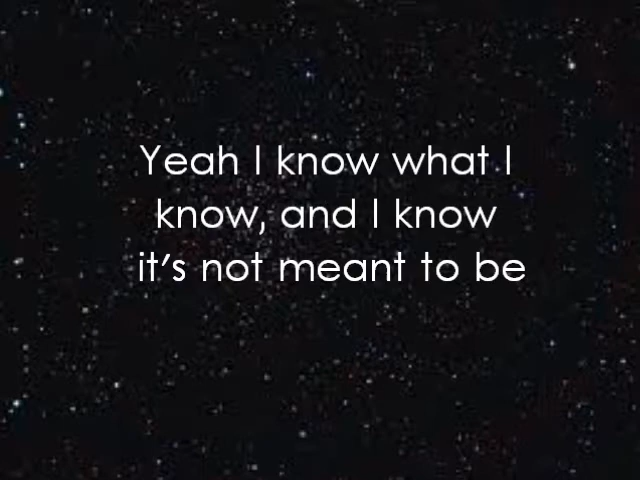 Yeah I know what I
know, and I know
it's not meant to be